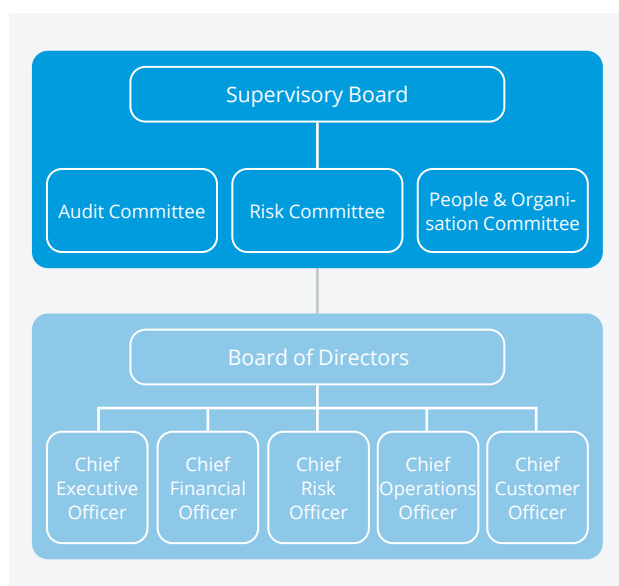 Supervisory Board
Audit Committee
Risk Committee
People & Organi-
sation Committee
Board of Directors
Chief
Executive
Officer
Chief
Financial
Officer
Chief
Risk
Officer
Chief
Operations
Officer
Chief
Customer
Officer